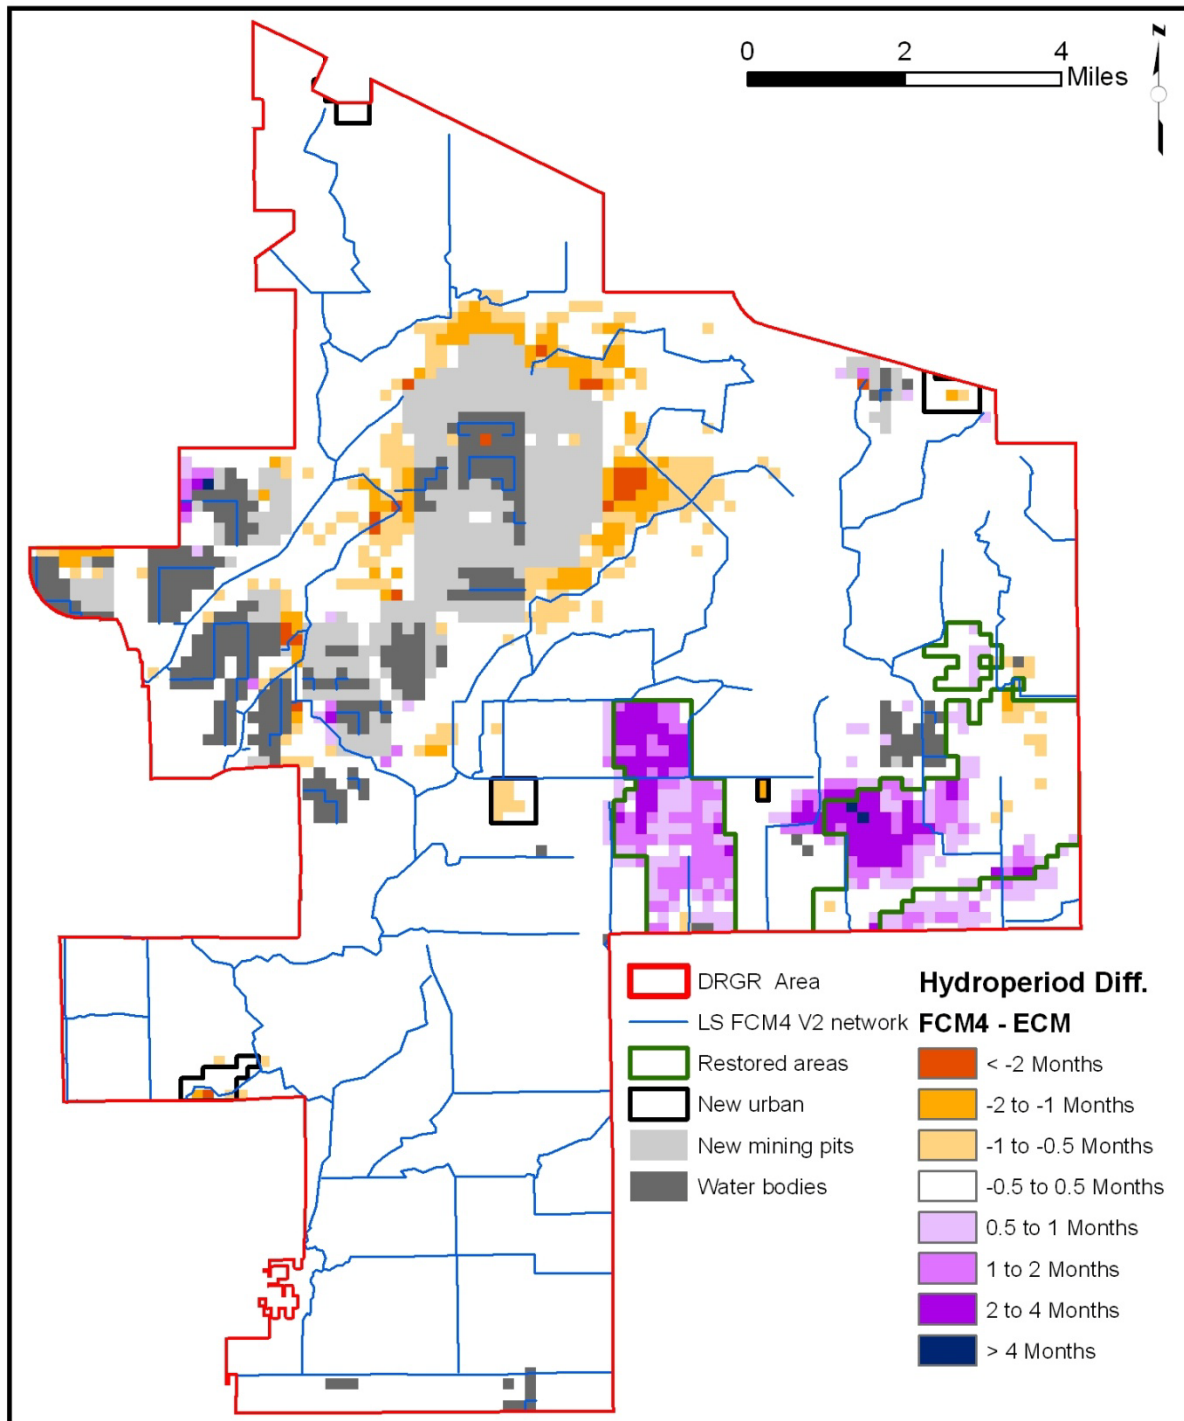 0 2 4
Miles
N
DRGR Area
LS FCM4 V2 network
Restored areas
New urban
New mining pits
Water bodies
Hydroperiod Diff.
FCM4 - ECM
< -2 Months
-2 to -1 Months
-1 to -0.5 Months
-0.5 to 0.5 Months
0.5 to 1 Months
1 to 2 Months
2 to 4 Months
> 4 Months